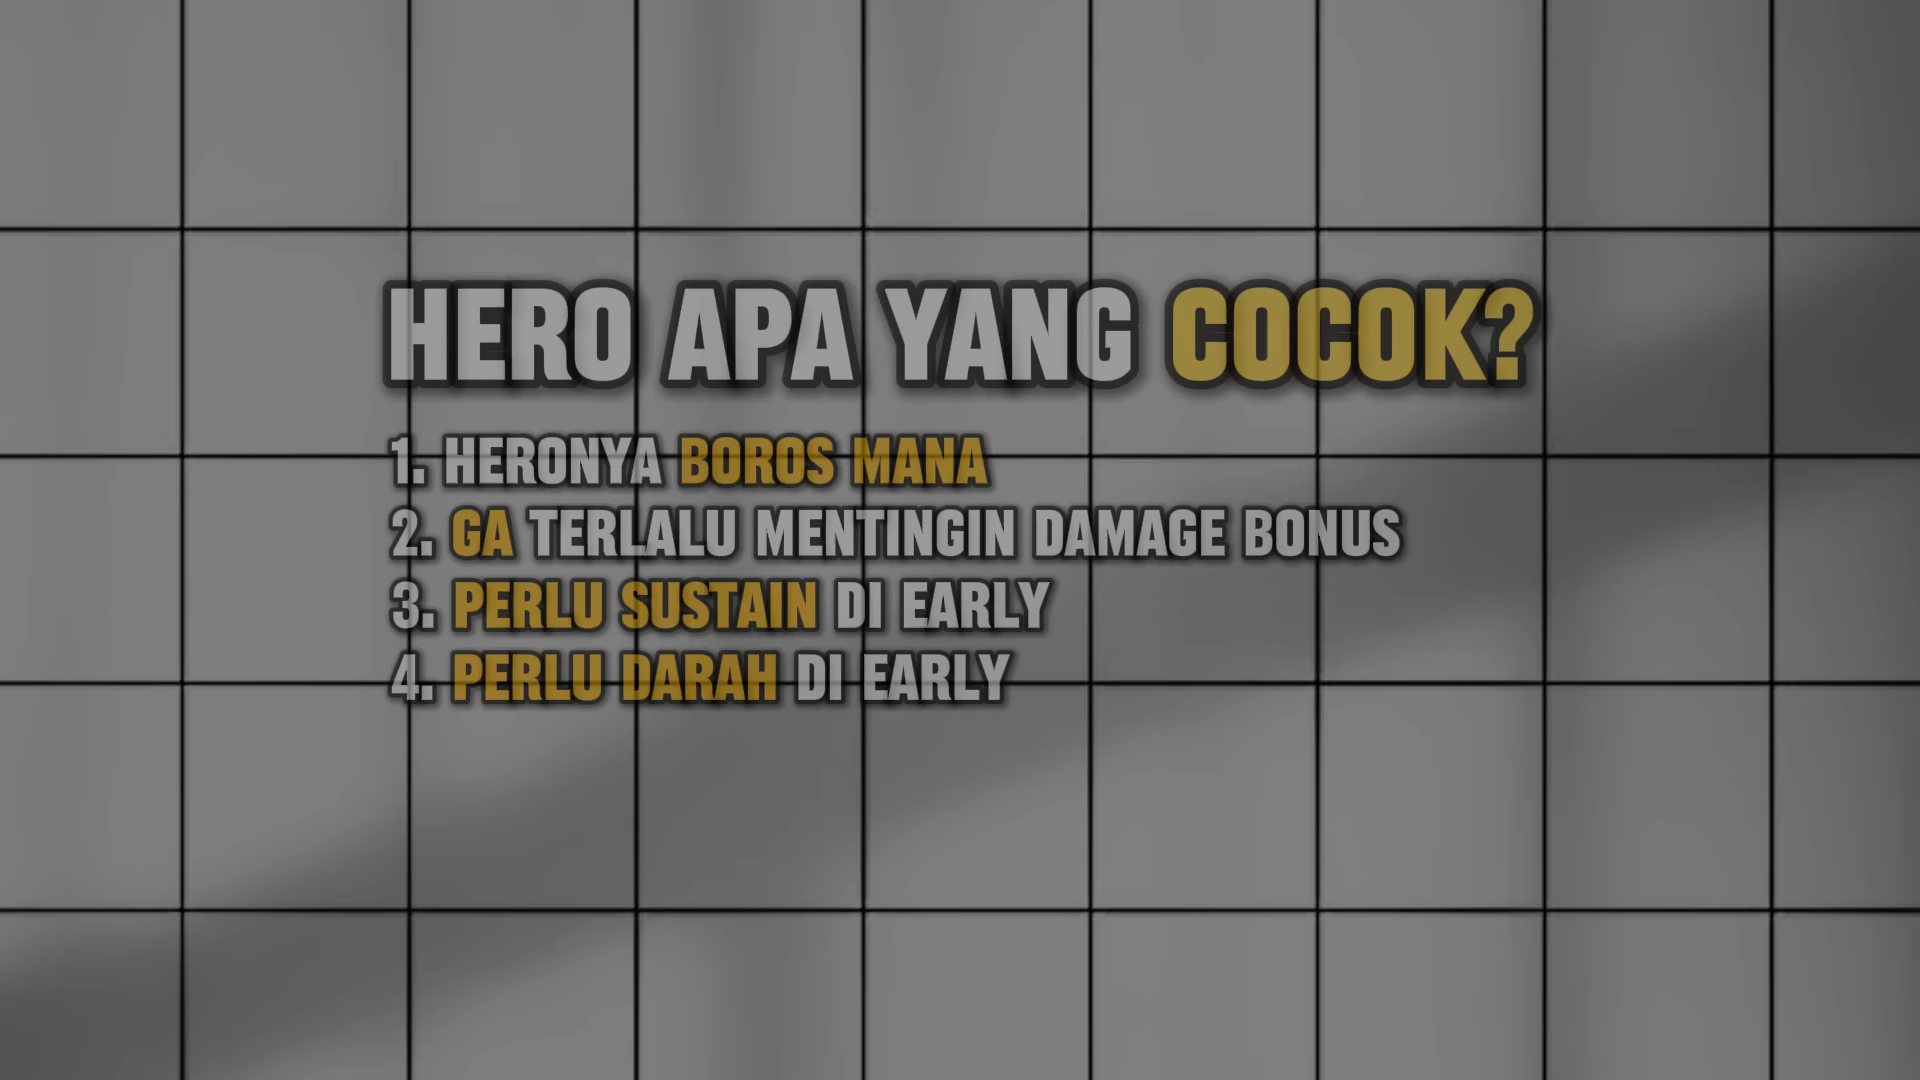 HERO APA YANG COCOK?
1. HERONYA BOROS MANA
2. GA TERLALU MENTINGIN DAMAGE BONUS
3. PERLU SUSTAIN DI EARLY
4. PERLU DARAH DI EARLY